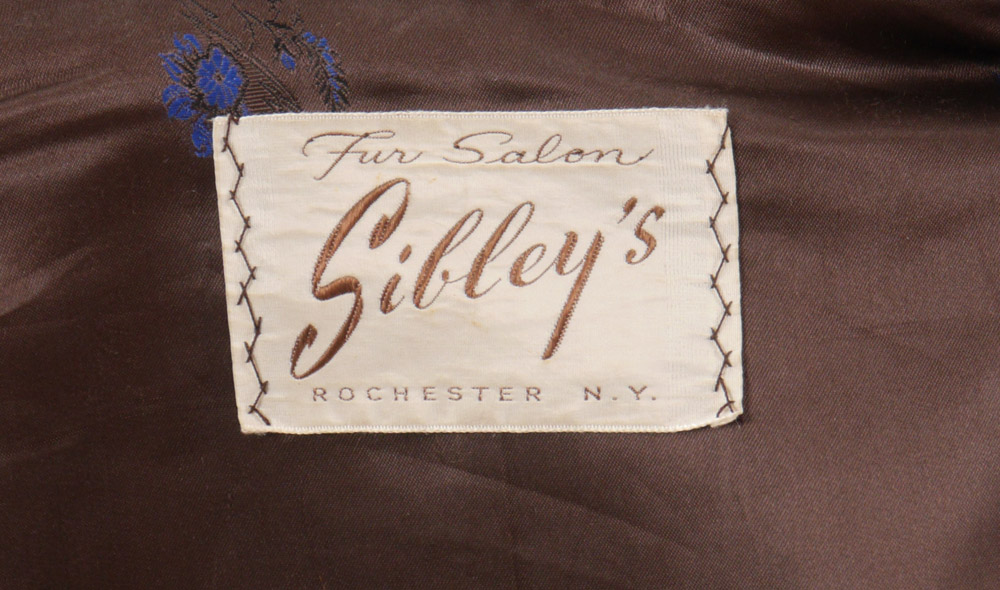 Fur Salon
Sibley's
ROCHESTER N.Y.